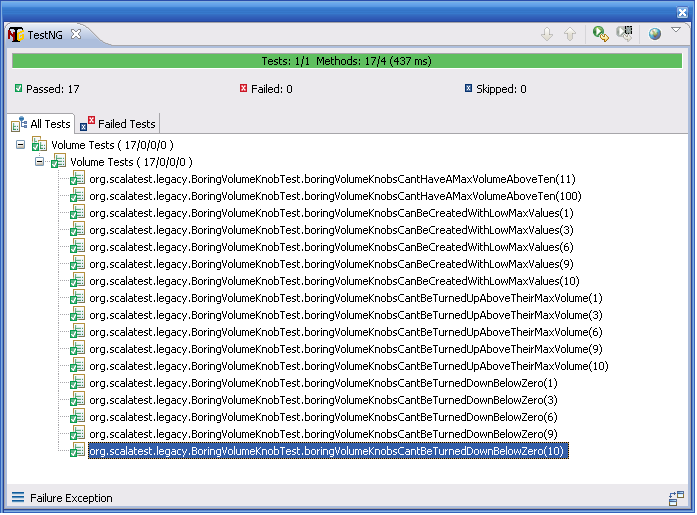 TestNG
Tests: 1/1 Methods: 17/4 (437 ms)
Passed: 17 Failed: 0 Skipped: 0
All Tests Failed Tests
Volume Tests ( 17/0/0/0 )
Volume Tests ( 17/0/0/0 )
org.scalatest.legacy.BoringVolumeKnobTest.boringVolumeKnobsCantHaveAMaxVolumeAboveTen(11)
org.scalatest.legacy.BoringVolumeKnobTest.boringVolumeKnobsCantHaveAMaxVolumeAboveTen(100)
org.scalatest.legacy.BoringVolumeKnobTest.boringVolumeKnobsCanBeCreatedWithLowMaxValues(1)
org.scalatest.legacy.BoringVolumeKnobTest.boringVolumeKnobsCanBeCreatedWithLowMaxValues(3)
org.scalatest.legacy.BoringVolumeKnobTest.boringVolumeKnobsCanBeCreatedWithLowMaxValues(6)
org.scalatest.legacy.BoringVolumeKnobTest.boringVolumeKnobsCanBeCreatedWithLowMaxValues(9)
org.scalatest.legacy.BoringVolumeKnobTest.boringVolumeKnobsCanBeCreatedWithLowMaxValues(10)
org.scalatest.legacy.BoringVolumeKnobTest.boringVolumeKnobsCantBeTurnedUpAboveTheirMaxVolume(1)
org.scalatest.legacy.BoringVolumeKnobTest.boringVolumeKnobsCantBeTurnedUpAboveTheirMaxVolume(3)
org.scalatest.legacy.BoringVolumeKnobTest.boringVolumeKnobsCantBeTurnedUpAboveTheirMaxVolume(6)
org.scalatest.legacy.BoringVolumeKnobTest.boringVolumeKnobsCantBeTurnedUpAboveTheirMaxVolume(9)
org.scalatest.legacy.BoringVolumeKnobTest.boringVolumeKnobsCantBeTurnedUpAboveTheirMaxVolume(10)
org.scalatest.legacy.BoringVolumeKnobTest.boringVolumeKnobsCantBeTurnedDownBelowZero(1)
org.scalatest.legacy.BoringVolumeKnobTest.boringVolumeKnobsCantBeTurnedDownBelowZero(3)
org.scalatest.legacy.BoringVolumeKnobTest.boringVolumeKnobsCantBeTurnedDownBelowZero(6)
org.scalatest.legacy.BoringVolumeKnobTest.boringVolumeKnobsCantBeTurnedDownBelowZero(9)
org.scalatest.legacy.BoringVolumeKnobTest.boringVolumeKnobsCantBeTurnedDownBelowZero(10)
Failure Exception